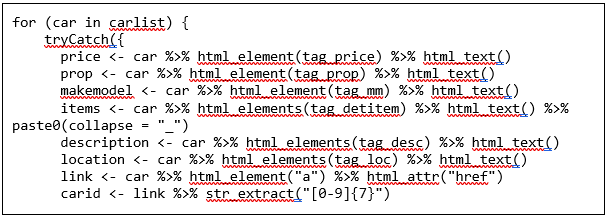 for (car in carlist) {
    tryCatch({
      price <- car %>% html_element(tag_price) %>% html_text()
      prop <- car %>% html_element(tag_prop) %>% html_text()
      makemodel <- car %>% html_element(tag_mm) %>% html_text()
      items <- car %>% html_elements(tag_detitem) %>% html_text() %>%
paste0(collapse = "_")
      description <- car %>% html_elements(tag_desc) %>% html_text()
      location <- car %>% html_elements(tag_loc) %>% html_text()
      link <- car %>% html_element("a") %>% html_attr("href")
      carid <- link %>% str_extract("[0-9]{7}")